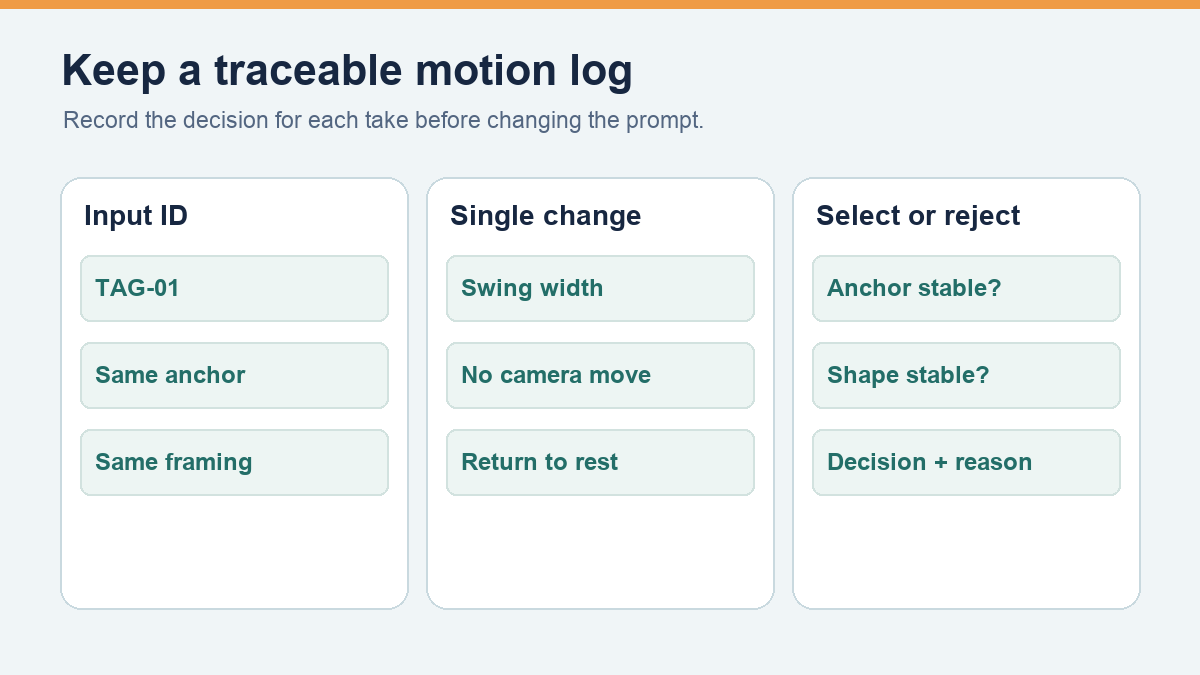 Keep a traceable motion log
Record the decision for each take before changing the prompt.
Input ID
TAG-01
Same anchor
Same framing
Single change
Swing width
No camera move
Return to rest
Select or reject
Anchor stable?
Shape stable?
Decision + reason